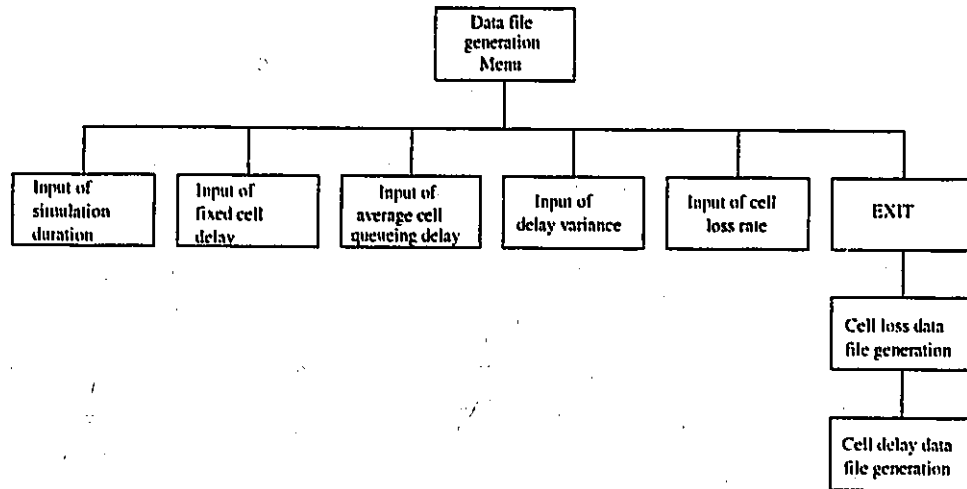 Data file
generation
Menu
Input of
simulation
duration
Input of
fixed cell
delay
Input of
average cell
queueing delay
Input of
delay variance
Input of cell
loss rate
EXIT
Cell loss data
file generation
Cell delay data
file generation